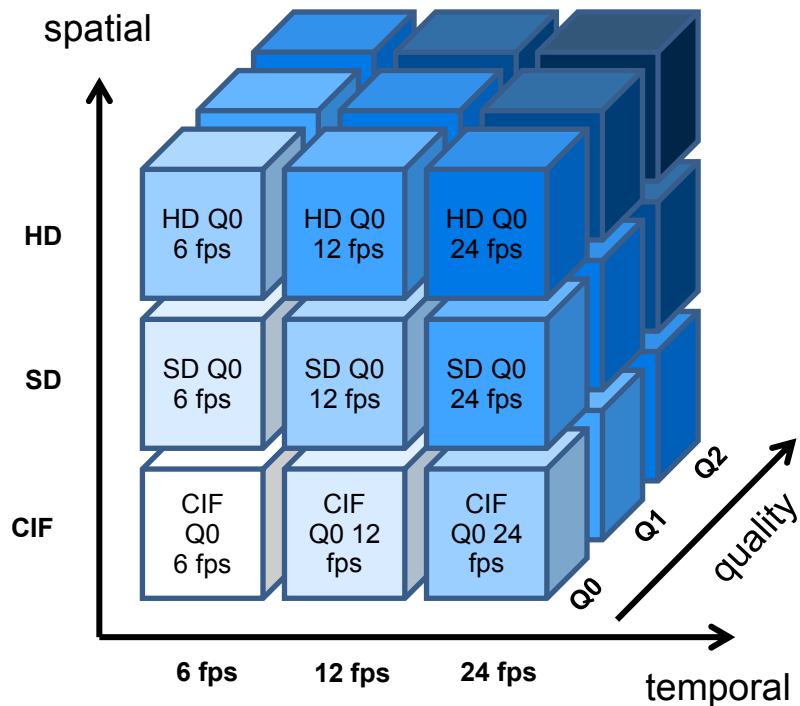 spatial
HD
HD Q0
6 fps
HD Q0
12 fps
HD Q0
24 fps
SD
SD Q0
6 fps
SD Q0
12 fps
SD Q0
24 fps
CIF
CIF
Q0
6 fps
CIF
Q0 12
fps
CIF
Q0 24
fps
Q0
Q1
Q2
quality
6 fps
12 fps
24 fps
temporal